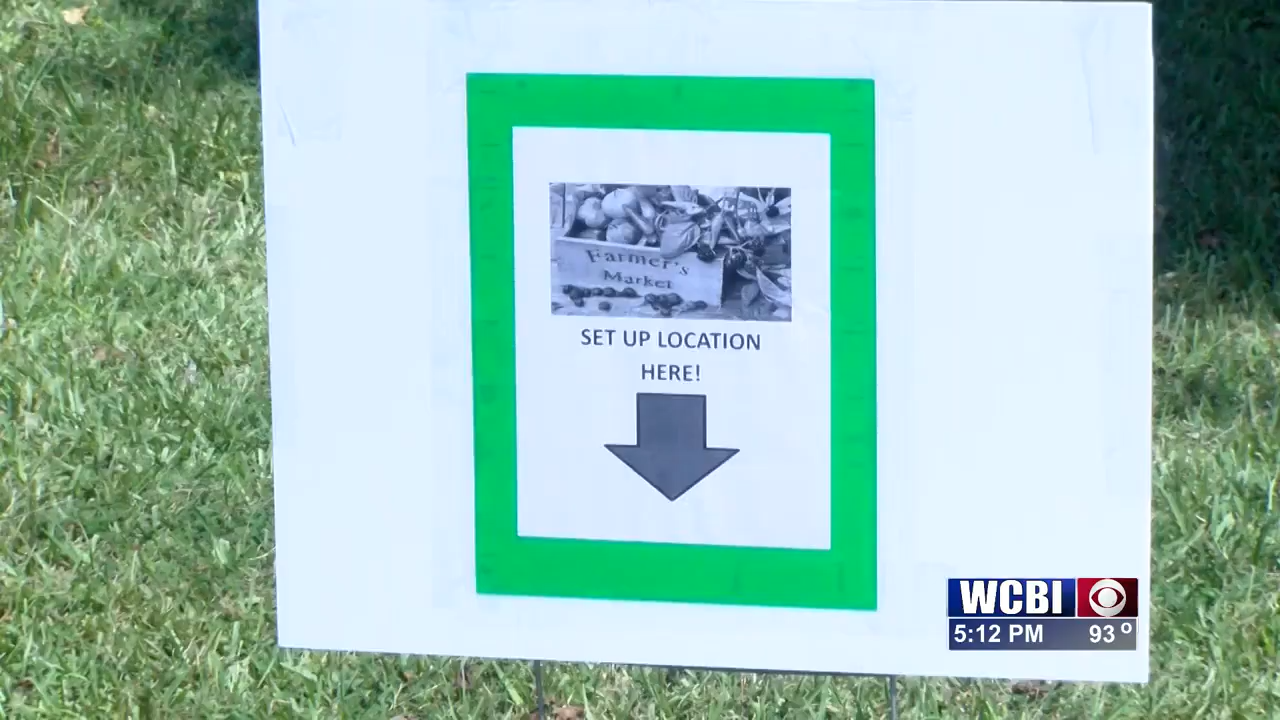 Farmer's
Market
SET UP LOCATION
HERE!
WCBI
5:12 PM 93°